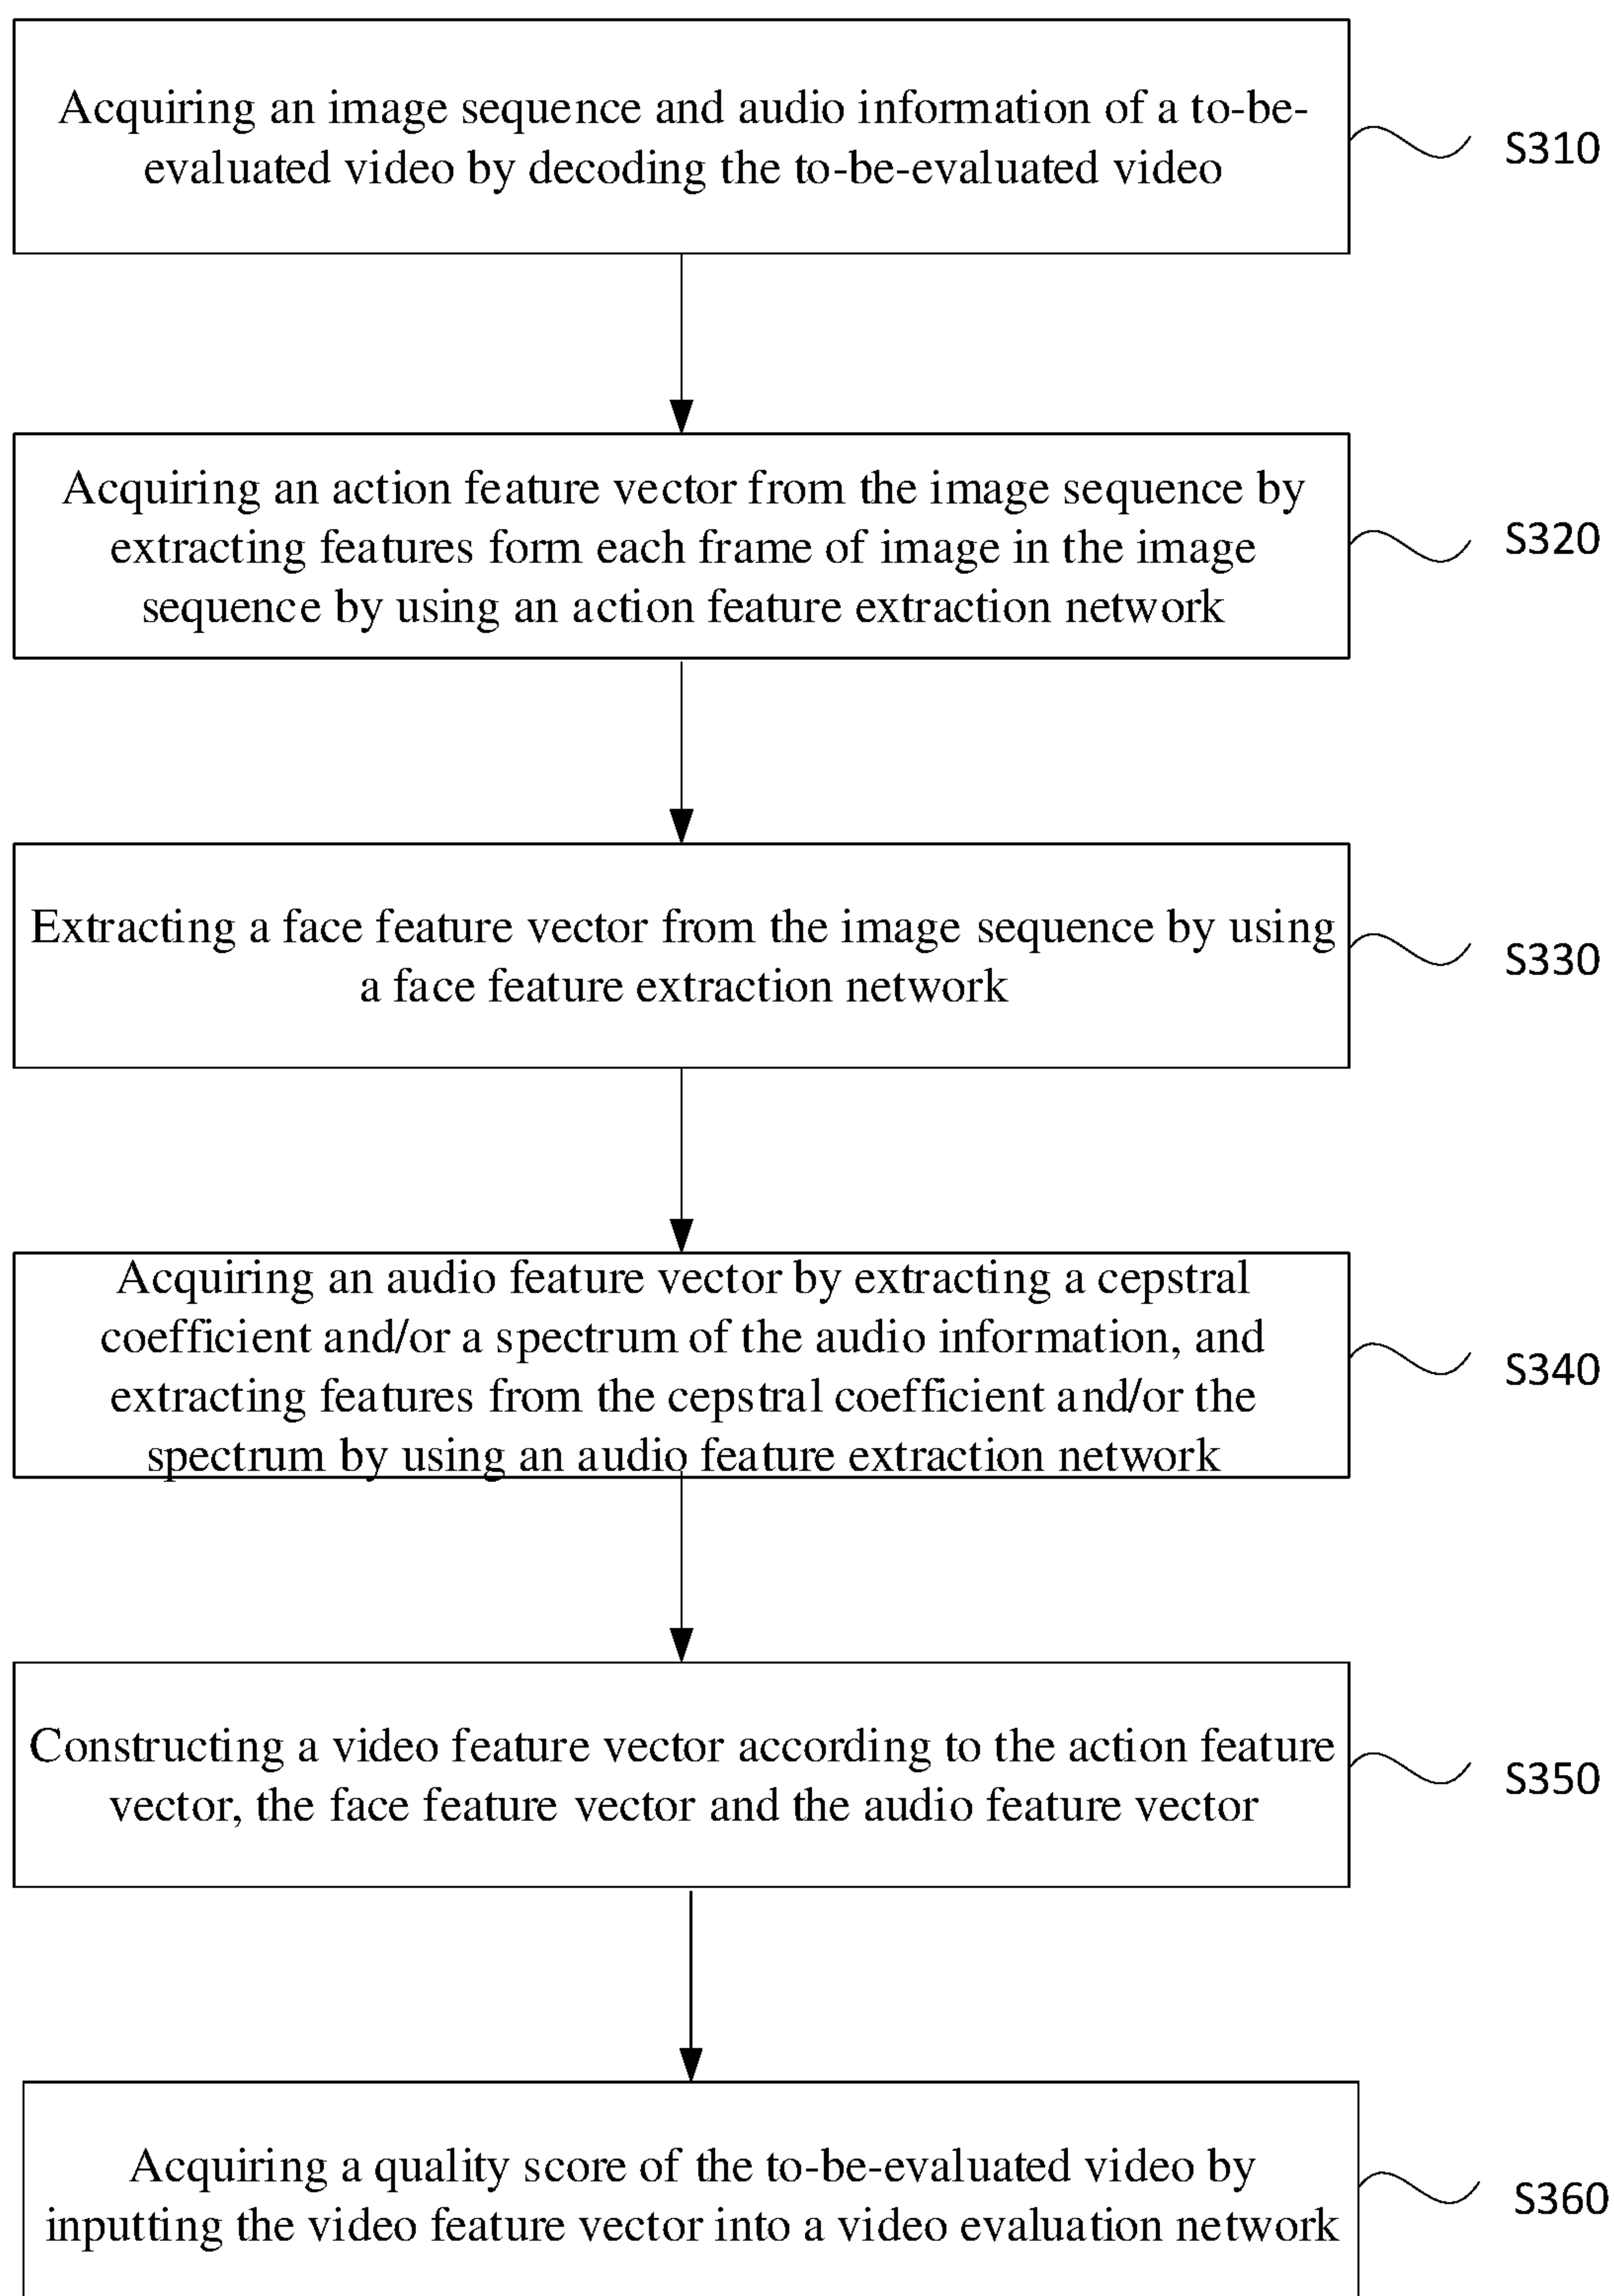 Acquiring an image sequence and audio information of a to-be-
evaluated video by decoding the to-be-evaluated video
S310
Acquiring an action feature vector from the image sequence by
extracting features form each frame of image in the image
sequence by using an action feature extraction network
S320
Extracting a face feature vector from the image sequence by using
a face feature extraction network
S330
Acquiring an audio feature vector by extracting a cepstral
coefficient and/or a spectrum of the audio information, and
extracting features from the cepstral coefficient and/or the
spectrum by using an audio feature extraction network
S340
Constructing a video feature vector according to the action feature
vector, the face feature vector and the audio feature vector
S350
Acquiring a quality score of the to-be-evaluated video by
inputting the video feature vector into a video evaluation network
S360